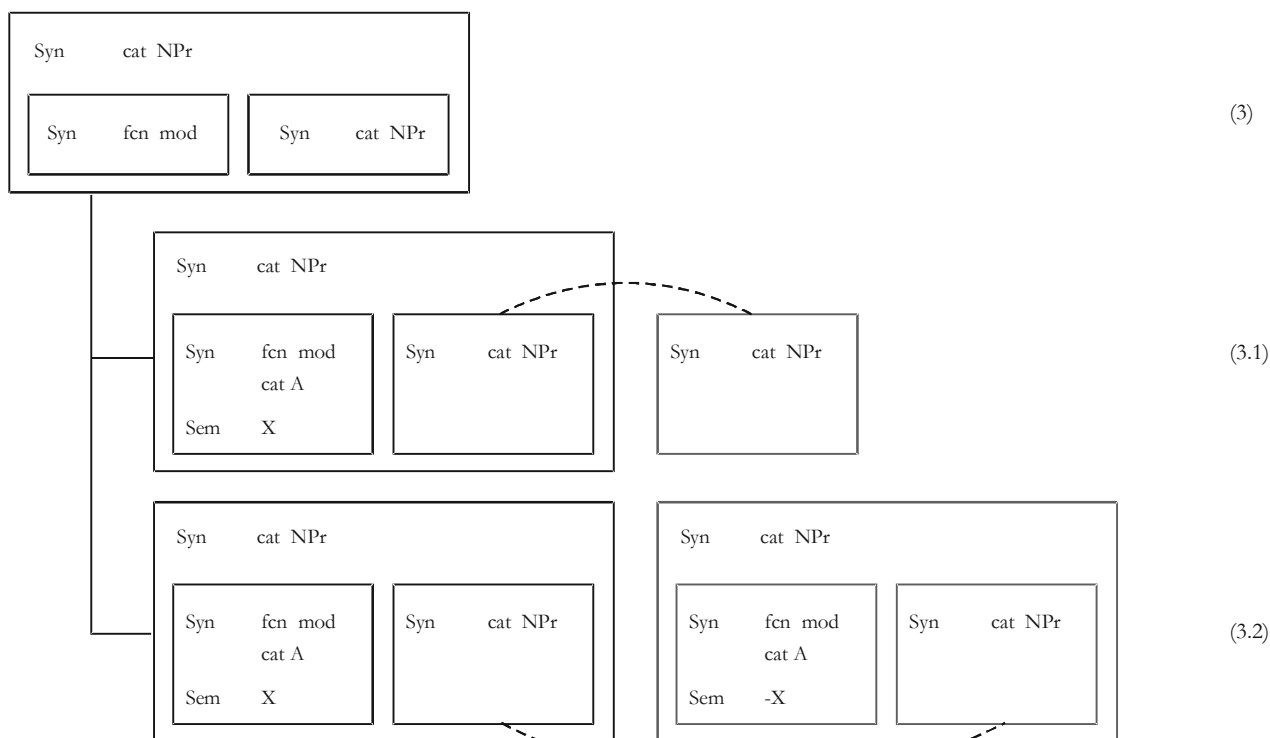 Syn cat NPr
Syn fcn mod Syn cat NPr (3)
Syn cat NPr
Syn fcn mod Syn cat NPr Syn cat NPr (3.1)
cat A
Sem X
Syn cat NPr Syn cat NPr
Syn fcn mod Syn cat NPr Syn fcn mod Syn cat NPr (3.2)
cat A cat A
Sem X Sem -X